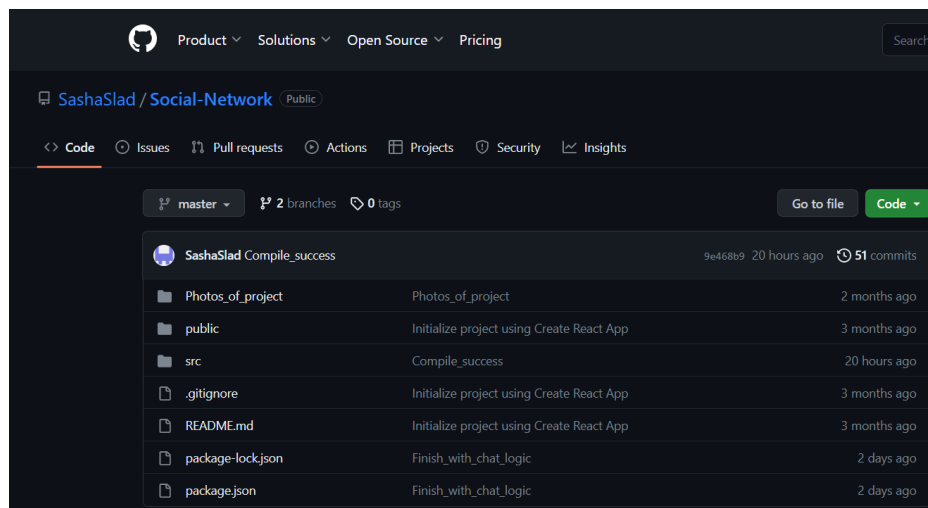 Product Solutions Open Source Pricing Search
SashaSlad / Social-Network Public
Code Issues Pull requests Actions Projects Security Insights
master 2 branches 0 tags Go to file Code
SashaSlad Compile_success 9e468b9 20 hours ago 51 commits
Photos_of_project Photos_of_project 2 months ago
public Initialize project using Create React App 3 months ago
src Compile_success 20 hours ago
.gitignore Initialize project using Create React App 3 months ago
README.md Initialize project using Create React App 3 months ago
package-lock.json Finish_with_chat_logic 2 days ago
package.json Finish_with_chat_logic 2 days ago